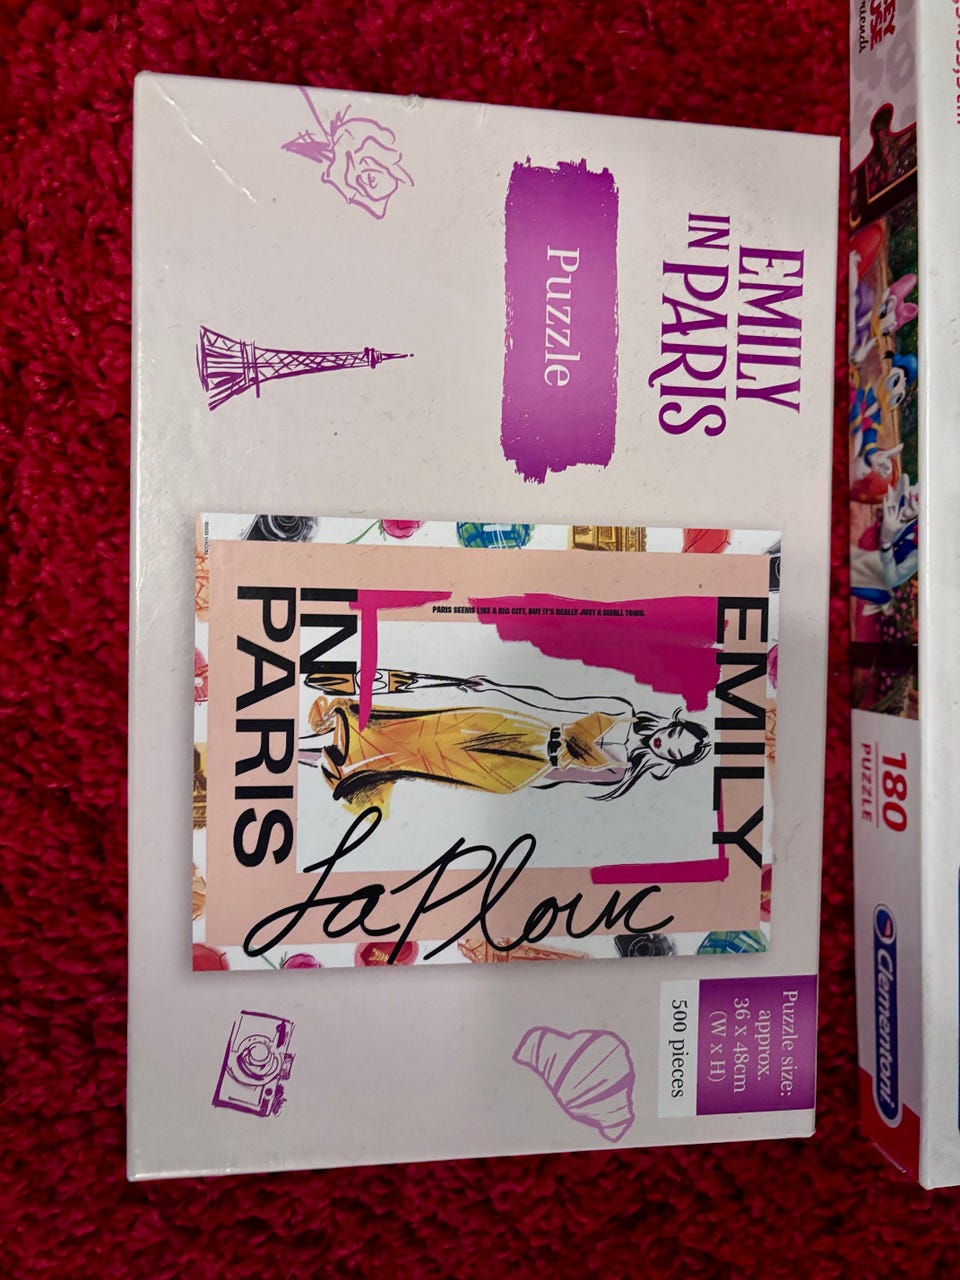 EMILY
IN PARIS
Puzzle
EMILY
PARIS SEEMS LIKE A BIG CITY, BUT IT'S REALLY JUST A SMALL TOWN.
IN
PARIS
La Plouc
Puzzle size:
approx.
36 x 48cm
(W x H)
500 pieces
180
PUZZLE
Clementoni